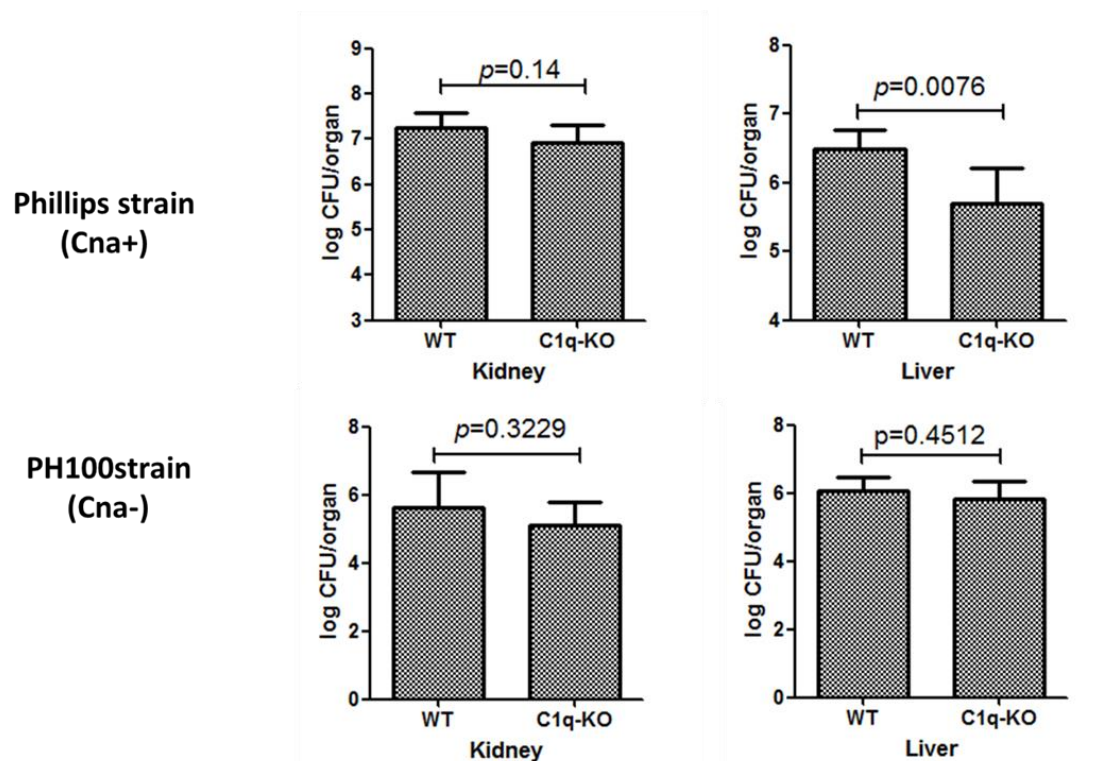 Phillips strain
(Cna+)
log CFU/organ
9
8
7
6
5
4
3
p=0.14
WT C1q-KO
Kidney
log CFU/organ
8
7
6
5
4
p=0.0076
WT C1q-KO
Liver
PH100strain
(Cna-)
log CFU/organ
8
6
4
2
0
p=0.3229
WT C1q-KO
Kidney
log CFU/organ
8
6
4
2
0
p=0.4512
WT C1q-KO
Liver